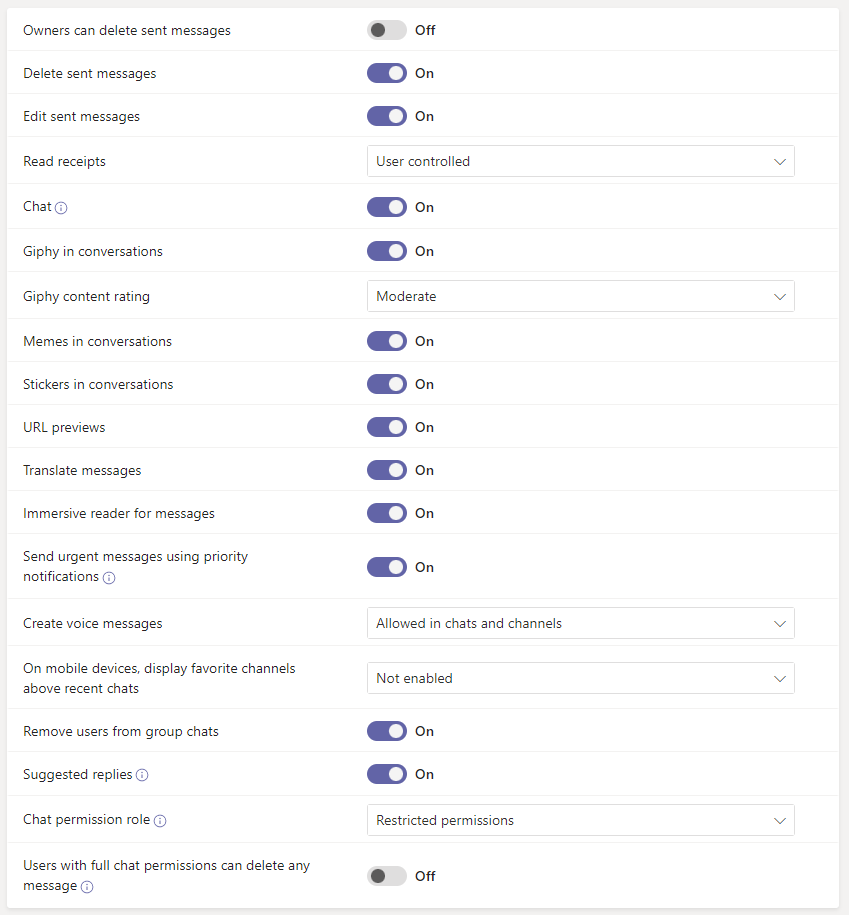 Owners can delete sent messages Off
Delete sent messages On
Edit sent messages On
Read receipts User controlled
Chat On
Giphy in conversations On
Giphy content rating Moderate
Memes in conversations On
Stickers in conversations On
URL previews On
Translate messages On
Immersive reader for messages On
Send urgent messages using priority
notifications On
Create voice messages Allowed in chats and channels
On mobile devices, display favorite channels
above recent chats Not enabled
Remove users from group chats On
Suggested replies On
Chat permission role Restricted permissions
Users with full chat permissions can delete any
message Off